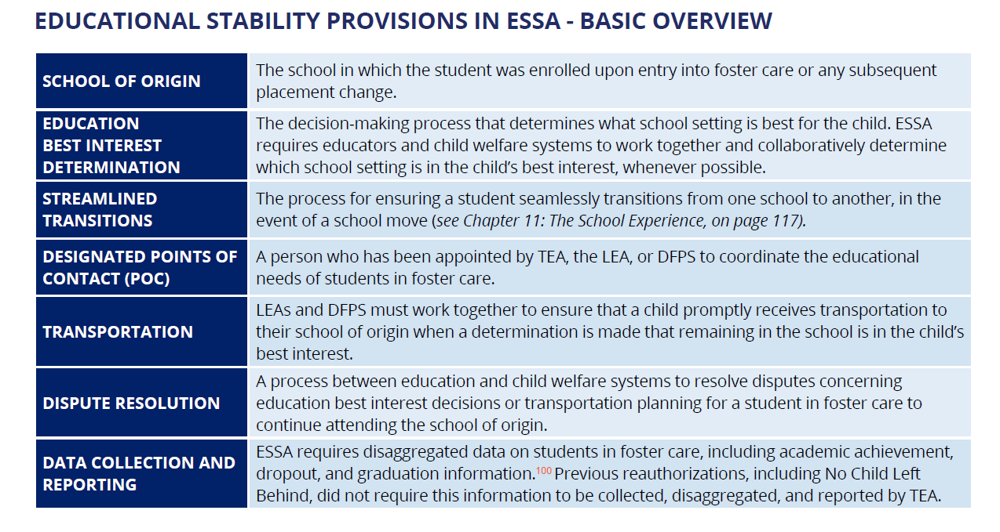 EDUCATIONAL STABILITY PROVISIONS IN ESSA - BASIC OVERVIEW
SCHOOL OF ORIGIN
The school in which the student was enrolled upon entry into foster care or any subsequent
placement change.
EDUCATION
BEST INTEREST
DETERMINATION
The decision-making process that determines what school setting is best for the child. ESSA
requires educators and child welfare systems to work together and collaboratively determine
which school setting is in the child’s best interest, whenever possible.
STREAMLINED
TRANSITIONS
The process for ensuring a student seamlessly transitions from one school to another, in the
event of a school move (see Chapter 11: The School Experience, on page 117).
DESIGNATED POINTS OF
CONTACT (POC)
A person who has been appointed by TEA, the LEA, or DFPS to coordinate the educational
needs of students in foster care.
TRANSPORTATION
LEAs and DFPS must work together to ensure that a child promptly receives transportation to
their school of origin when a determination is made that remaining in the school is in the child’s
best interest.
DISPUTE RESOLUTION
A process between education and child welfare systems to resolve disputes concerning
education best interest decisions or transportation planning for a student in foster care to
continue attending the school of origin.
DATA COLLECTION AND
REPORTING
ESSA requires disaggregated data on students in foster care, including academic achievement,
dropout, and graduation information.100 Previous reauthorizations, including No Child Left
Behind, did not require this information to be collected, disaggregated, and reported by TEA.